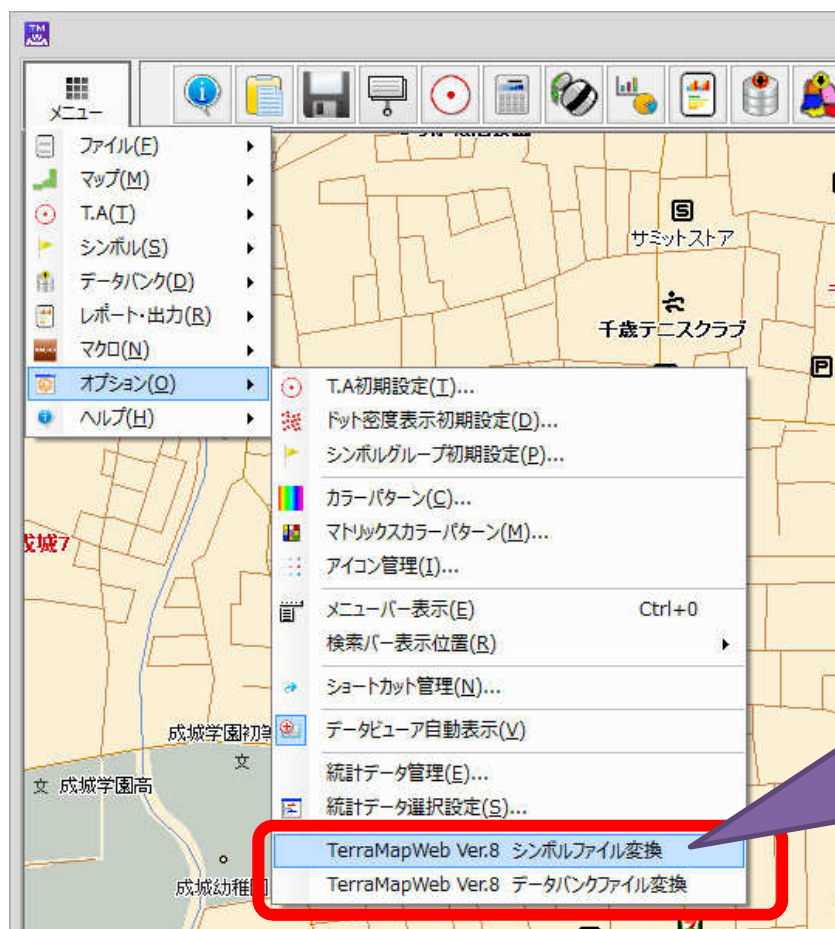 TM
W
メニュー
ファイル(F)
マップ(M)
T.A(T)
シンボル(S)
データバンク(D)
レポート・出力(R)
マクロ(N)
オプション(O)
ヘルプ(H)
S
サミットストア
千歳テニスクラブ
P
T.A初期設定(T)...
ドット密度表示初期設定(D)...
シンボルグループ初期設定(P)...
カラーパターン(C)...
マトリックスカラーパターン(M)...
アイコン管理(I)...
メニューバー表示(E) Ctrl+0
検索バー表示位置(R)
ショートカット管理(N)...
データビューア自動表示(V)
統計データ管理(E)...
統計データ選択設定(S)...
TerraMapWeb Ver.8 シンボルファイル変換
TerraMapWeb Ver.8 データバンクファイル変換
成城7
成城学園初等
文
文 成城学園高
成城幼稚園